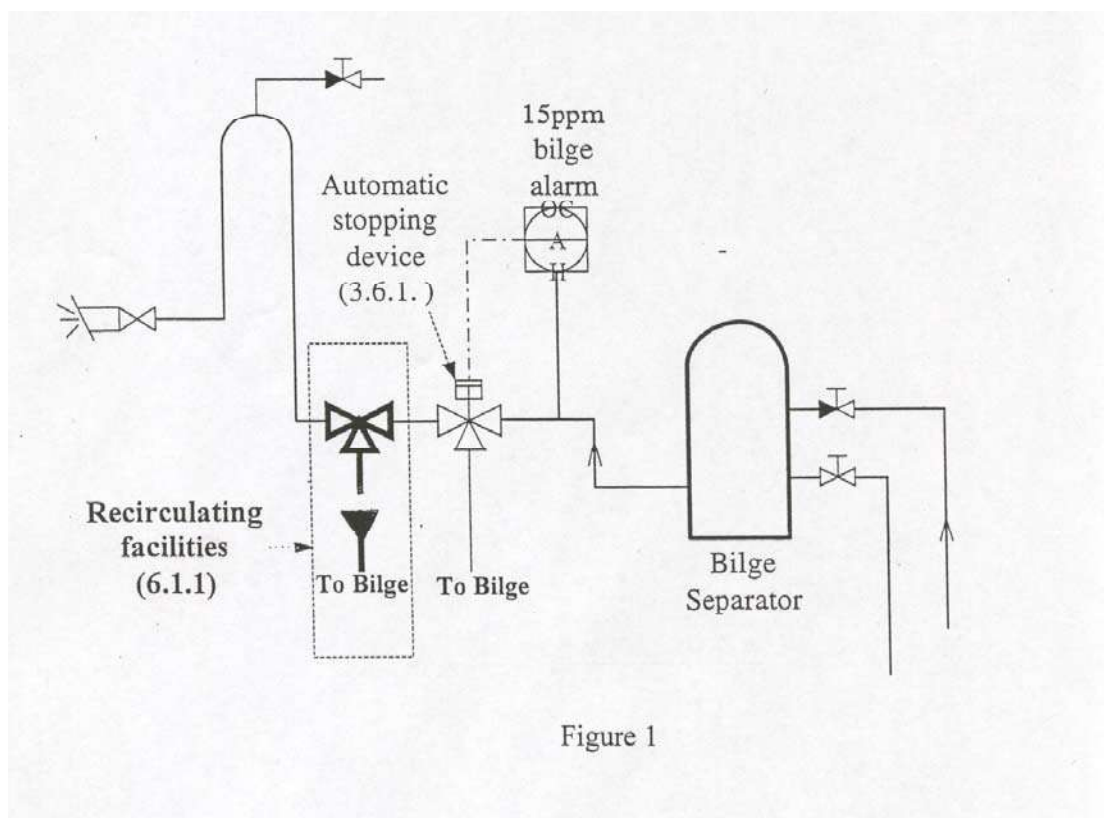 15ppm
bilge
alarm
OC
A
H
Automatic
stopping
device
(3.6.1. )
Recirculating
facilities
(6.1.1)
To Bilge
To Bilge
Bilge
Separator
Figure 1